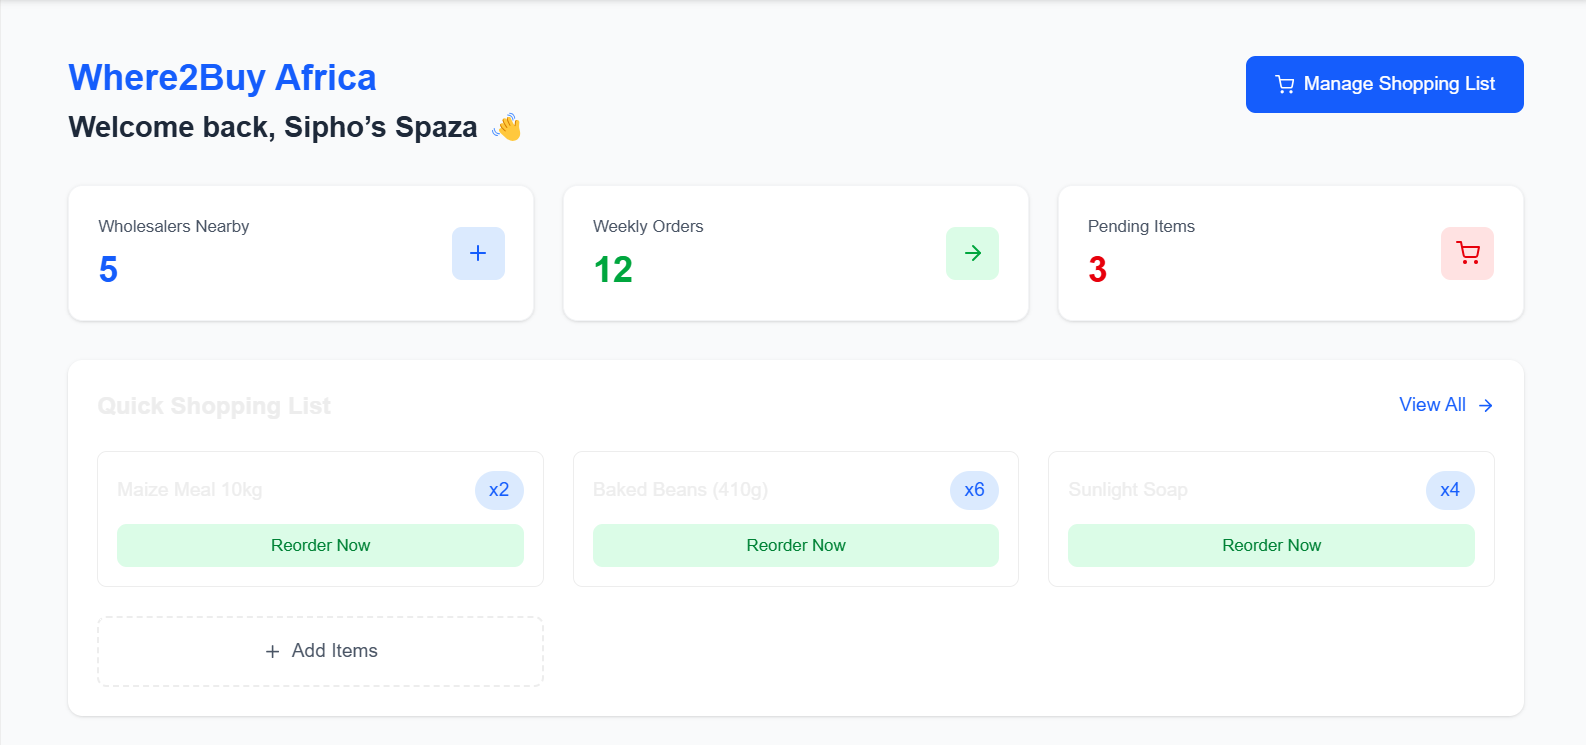 Where2Buy Africa
Welcome back, Sipho’s Spaza 👋
Manage Shopping List
Wholesalers Nearby
5
Weekly Orders
12
Pending Items
3
Quick Shopping List
View All
Maize Meal 10kg
x2
Reorder Now
Baked Beans (410g)
x6
Reorder Now
Sunlight Soap
x4
Reorder Now
Add Items